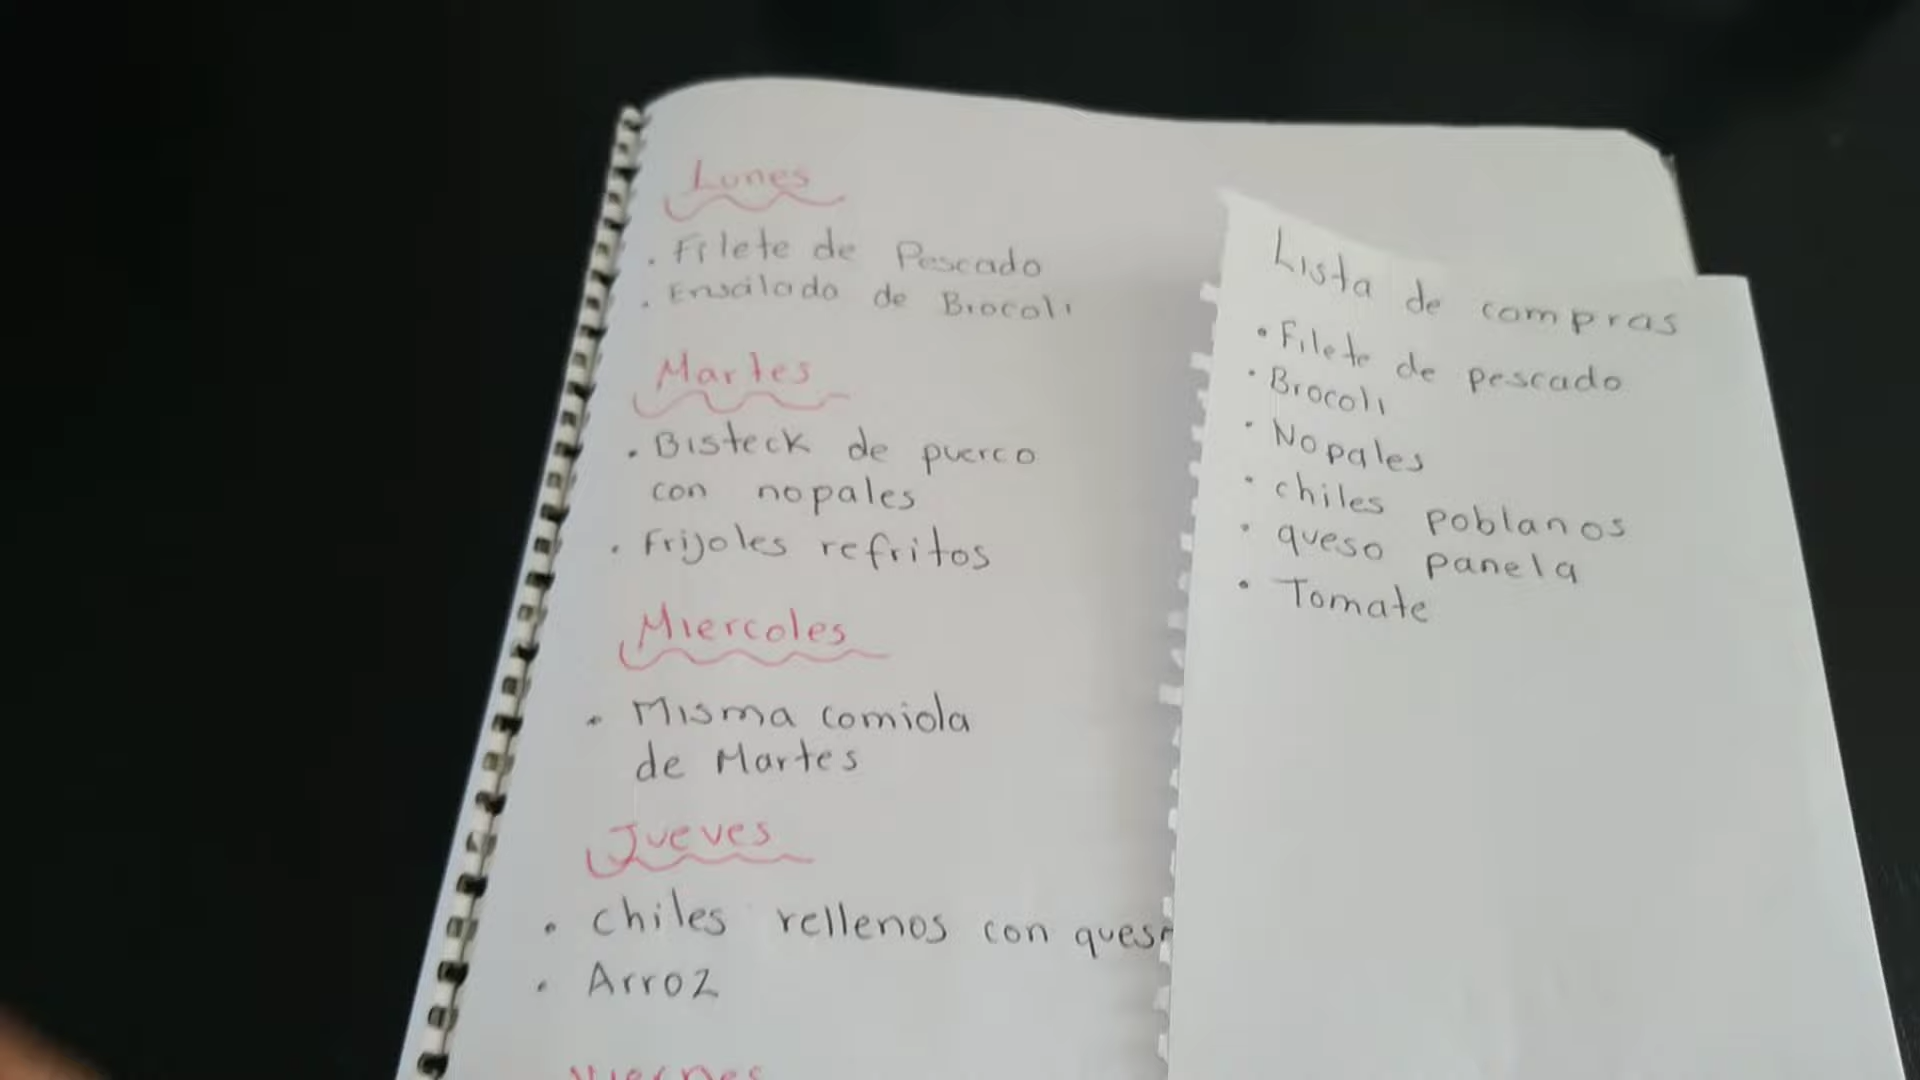 Lunes
. Filete de Pescado
. Ensalada de Brocoli
Martes
. Bisteck de puerco
con nopales
. Frijoles refritos
Miercoles
. Misma comida
de Martes
Jueves
. chiles rellenos con queso
. Arroz
Viernes
Lista de compras
• Filete de pescado
• Brocoli
• Nopales
• chiles poblanos
• queso panela
• Tomate